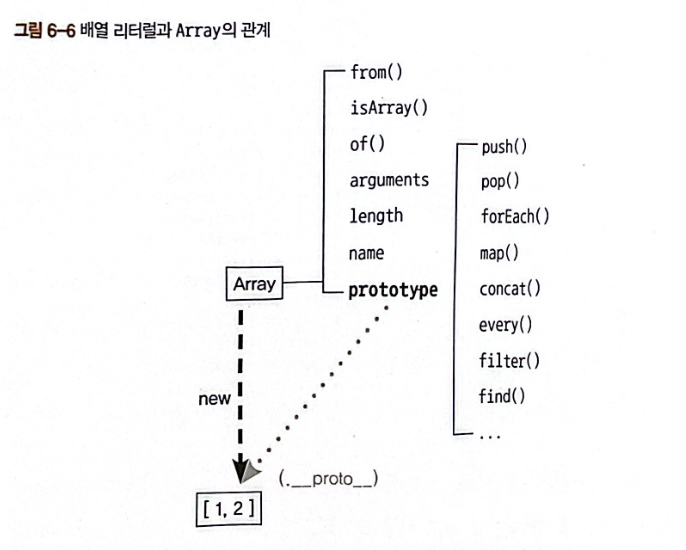 그림 6-6 배열 리터럴과 Array의 관계
from()
isArray()
of()
arguments
length
name
prototype
push()
pop()
forEach()
map()
concat()
every()
filter()
find()
...
Array
new
(.__proto__)
[ 1, 2 ]